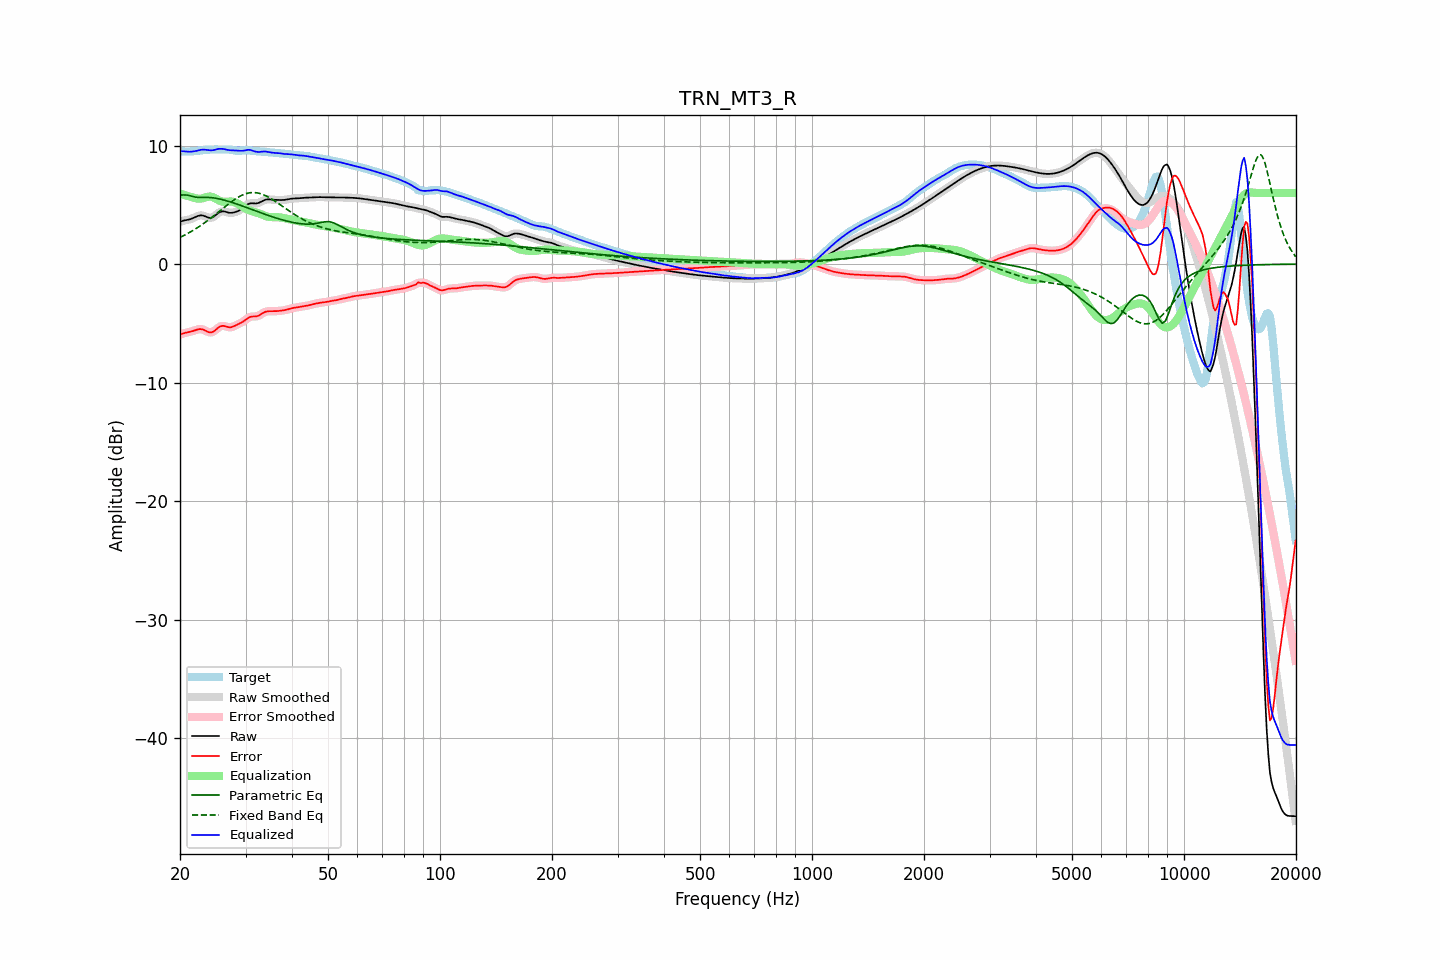 TRN_MT3_R
Amplitude (dBr)
10
0
−10
−20
−30
−40
Target
Raw Smoothed
Error Smoothed
Raw
Error
Equalization
Parametric Eq
Fixed Band Eq
Equalized
20 50 100 200 500 1000 2000 5000 10000 20000
Frequency (Hz)